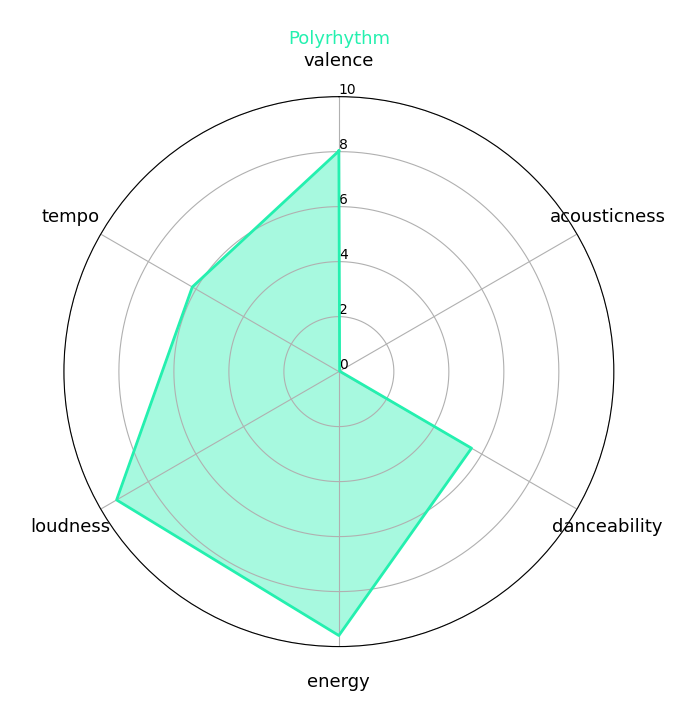 Polyrhythm
valence
10
8
tempo
acousticness
6
4
2
0
loudness
danceability
energy